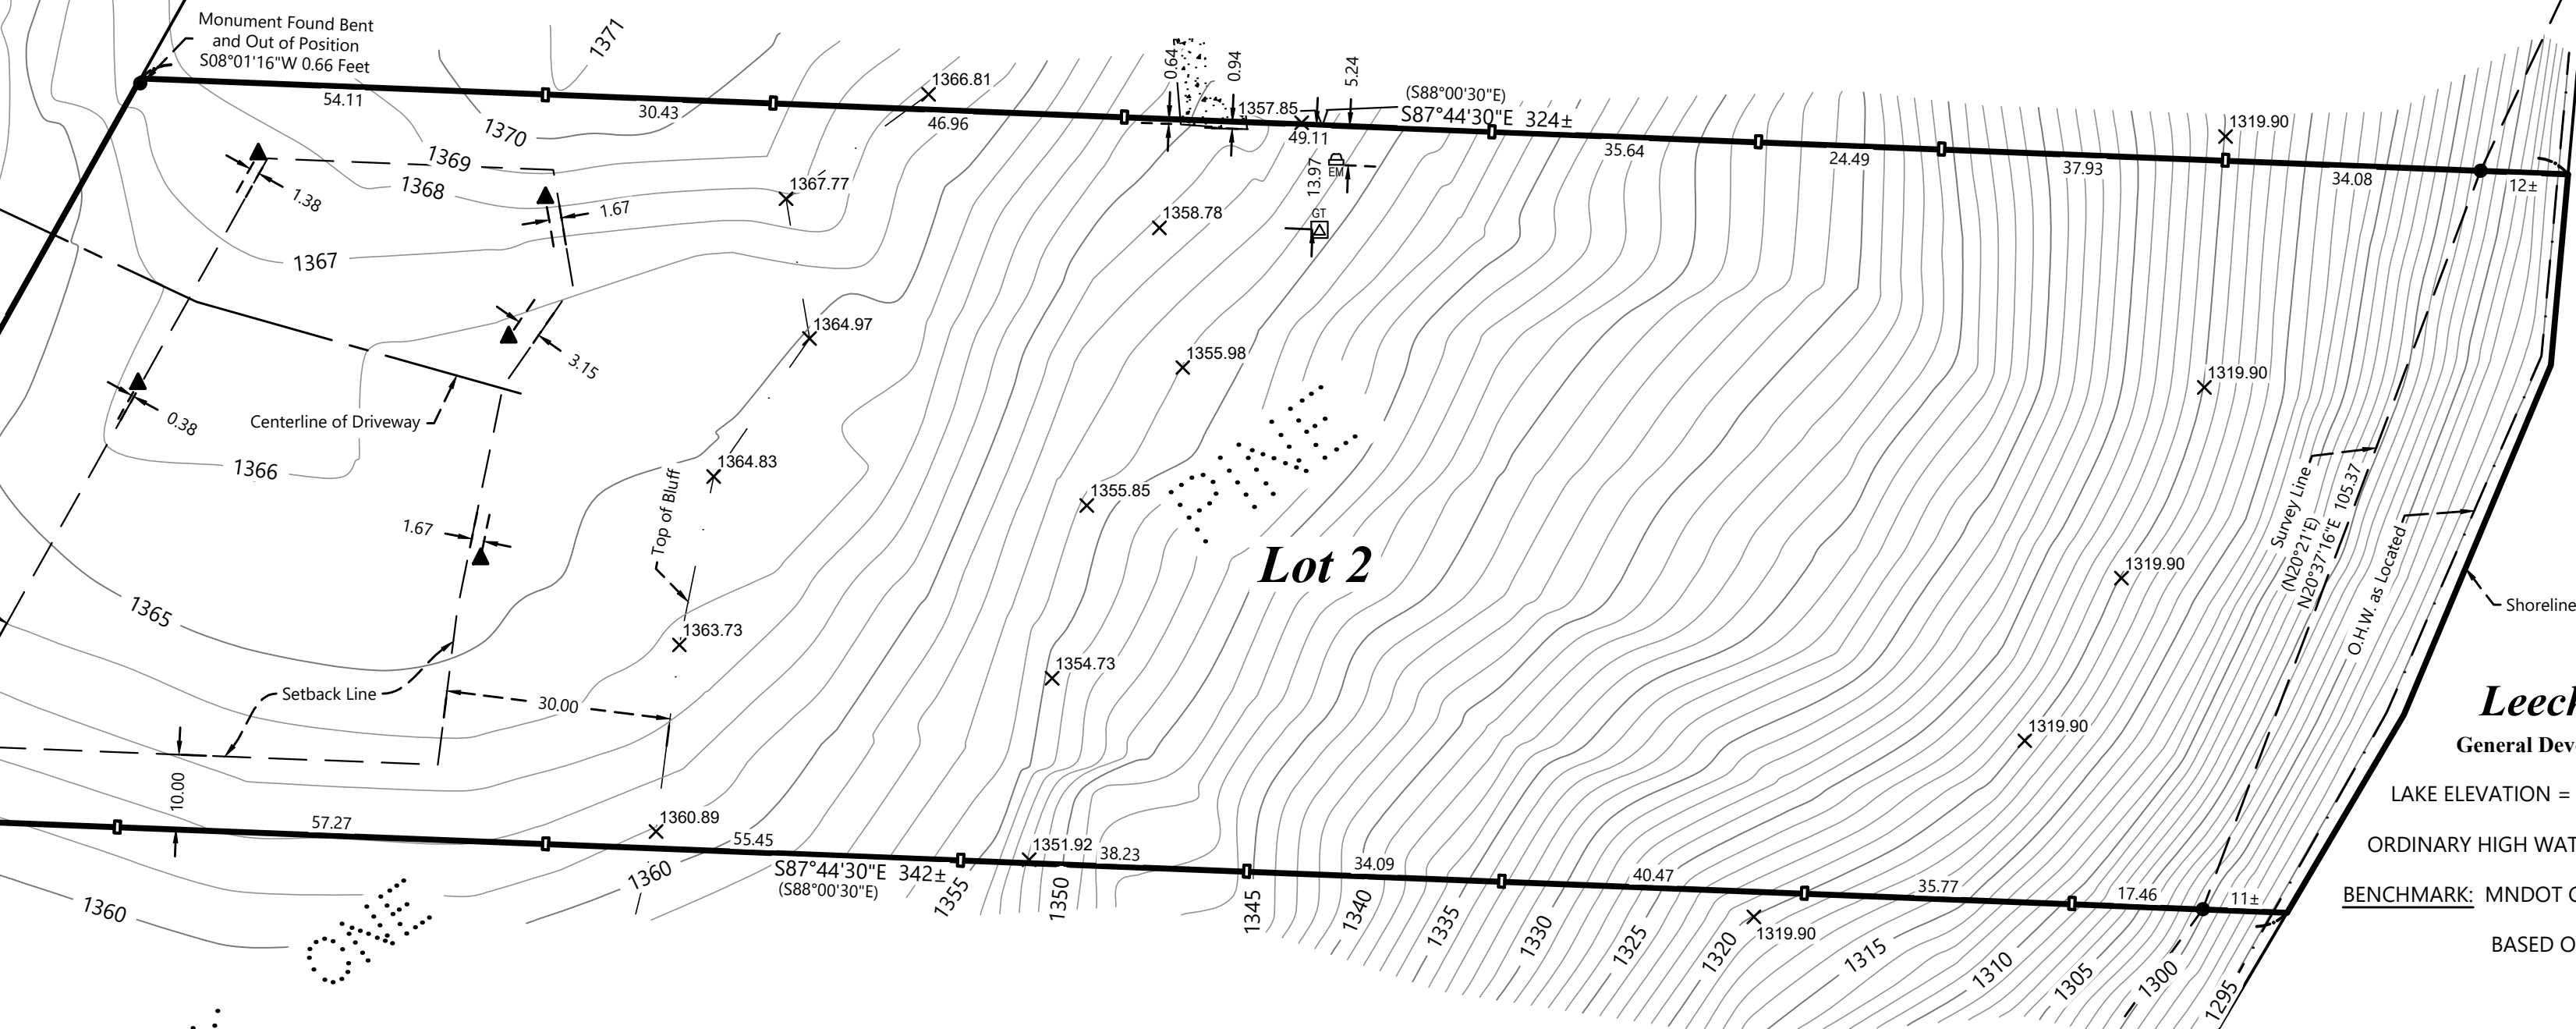 Monument Found Bent
and Out of Position
S08°01'16"W 0.66 Feet
1371
54.11
30.43
46.96
1366.81
0.64
0.94
5.24
1357.85
49.11
(S88°00'30"E)
S87°44'30"E 324±
35.64
24.49
37.93
1319.90
34.08
12±
1370
1369
1368
1367
1.38
1.67
1367.77
1358.78
13.97
EM
GT
1364.97
3.15
1355.98
1319.90
Centerline of Driveway
0.38
1366
1364.83
1355.85
Top of Bluff
1.67
Survey Line
(N20°21'E)
N20°37'16"E 105.37
O.H.W. as Located
Lot 2
1319.90
Shoreline
1365
1363.73
1354.73
Setback Line
30.00
1319.90
10.00
57.27
1360.89
55.45
S87°44'30"E 342±
(S88°00'30"E)
1351.92
38.23
34.09
40.47
35.77
17.46
11±
1360
1360
1355
1350
1345
1340
1335
1330
1325
1320
1319.90
1315
1310
1305
1300
1295
General Dev
LAKE ELEVATION =
ORDINARY HIGH WAT
BENCHMARK: MNDOT
BASED O